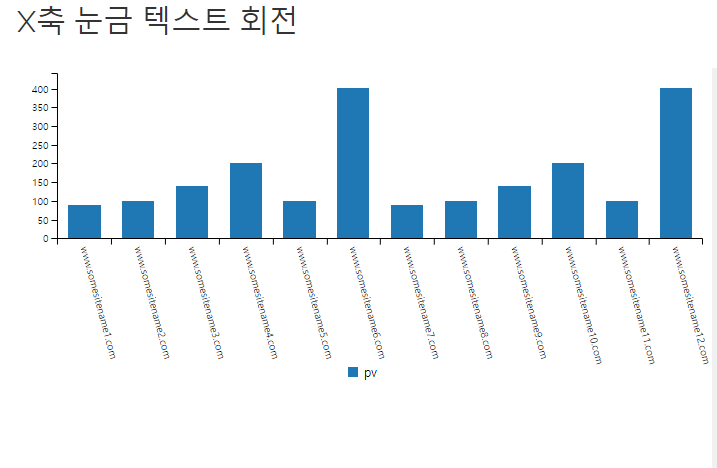 X축 눈금 텍스트 회전
400
350
300
250
200
150
100
50
0
www.somesitename1.com
www.somesitename2.com
www.somesitename3.com
www.somesitename4.com
www.somesitename5.com
www.somesitename6.com
www.somesitename7.com
www.somesitename8.com
www.somesitename9.com
www.somesitename10.com
www.somesitename11.com
www.somesitename12.com
pv